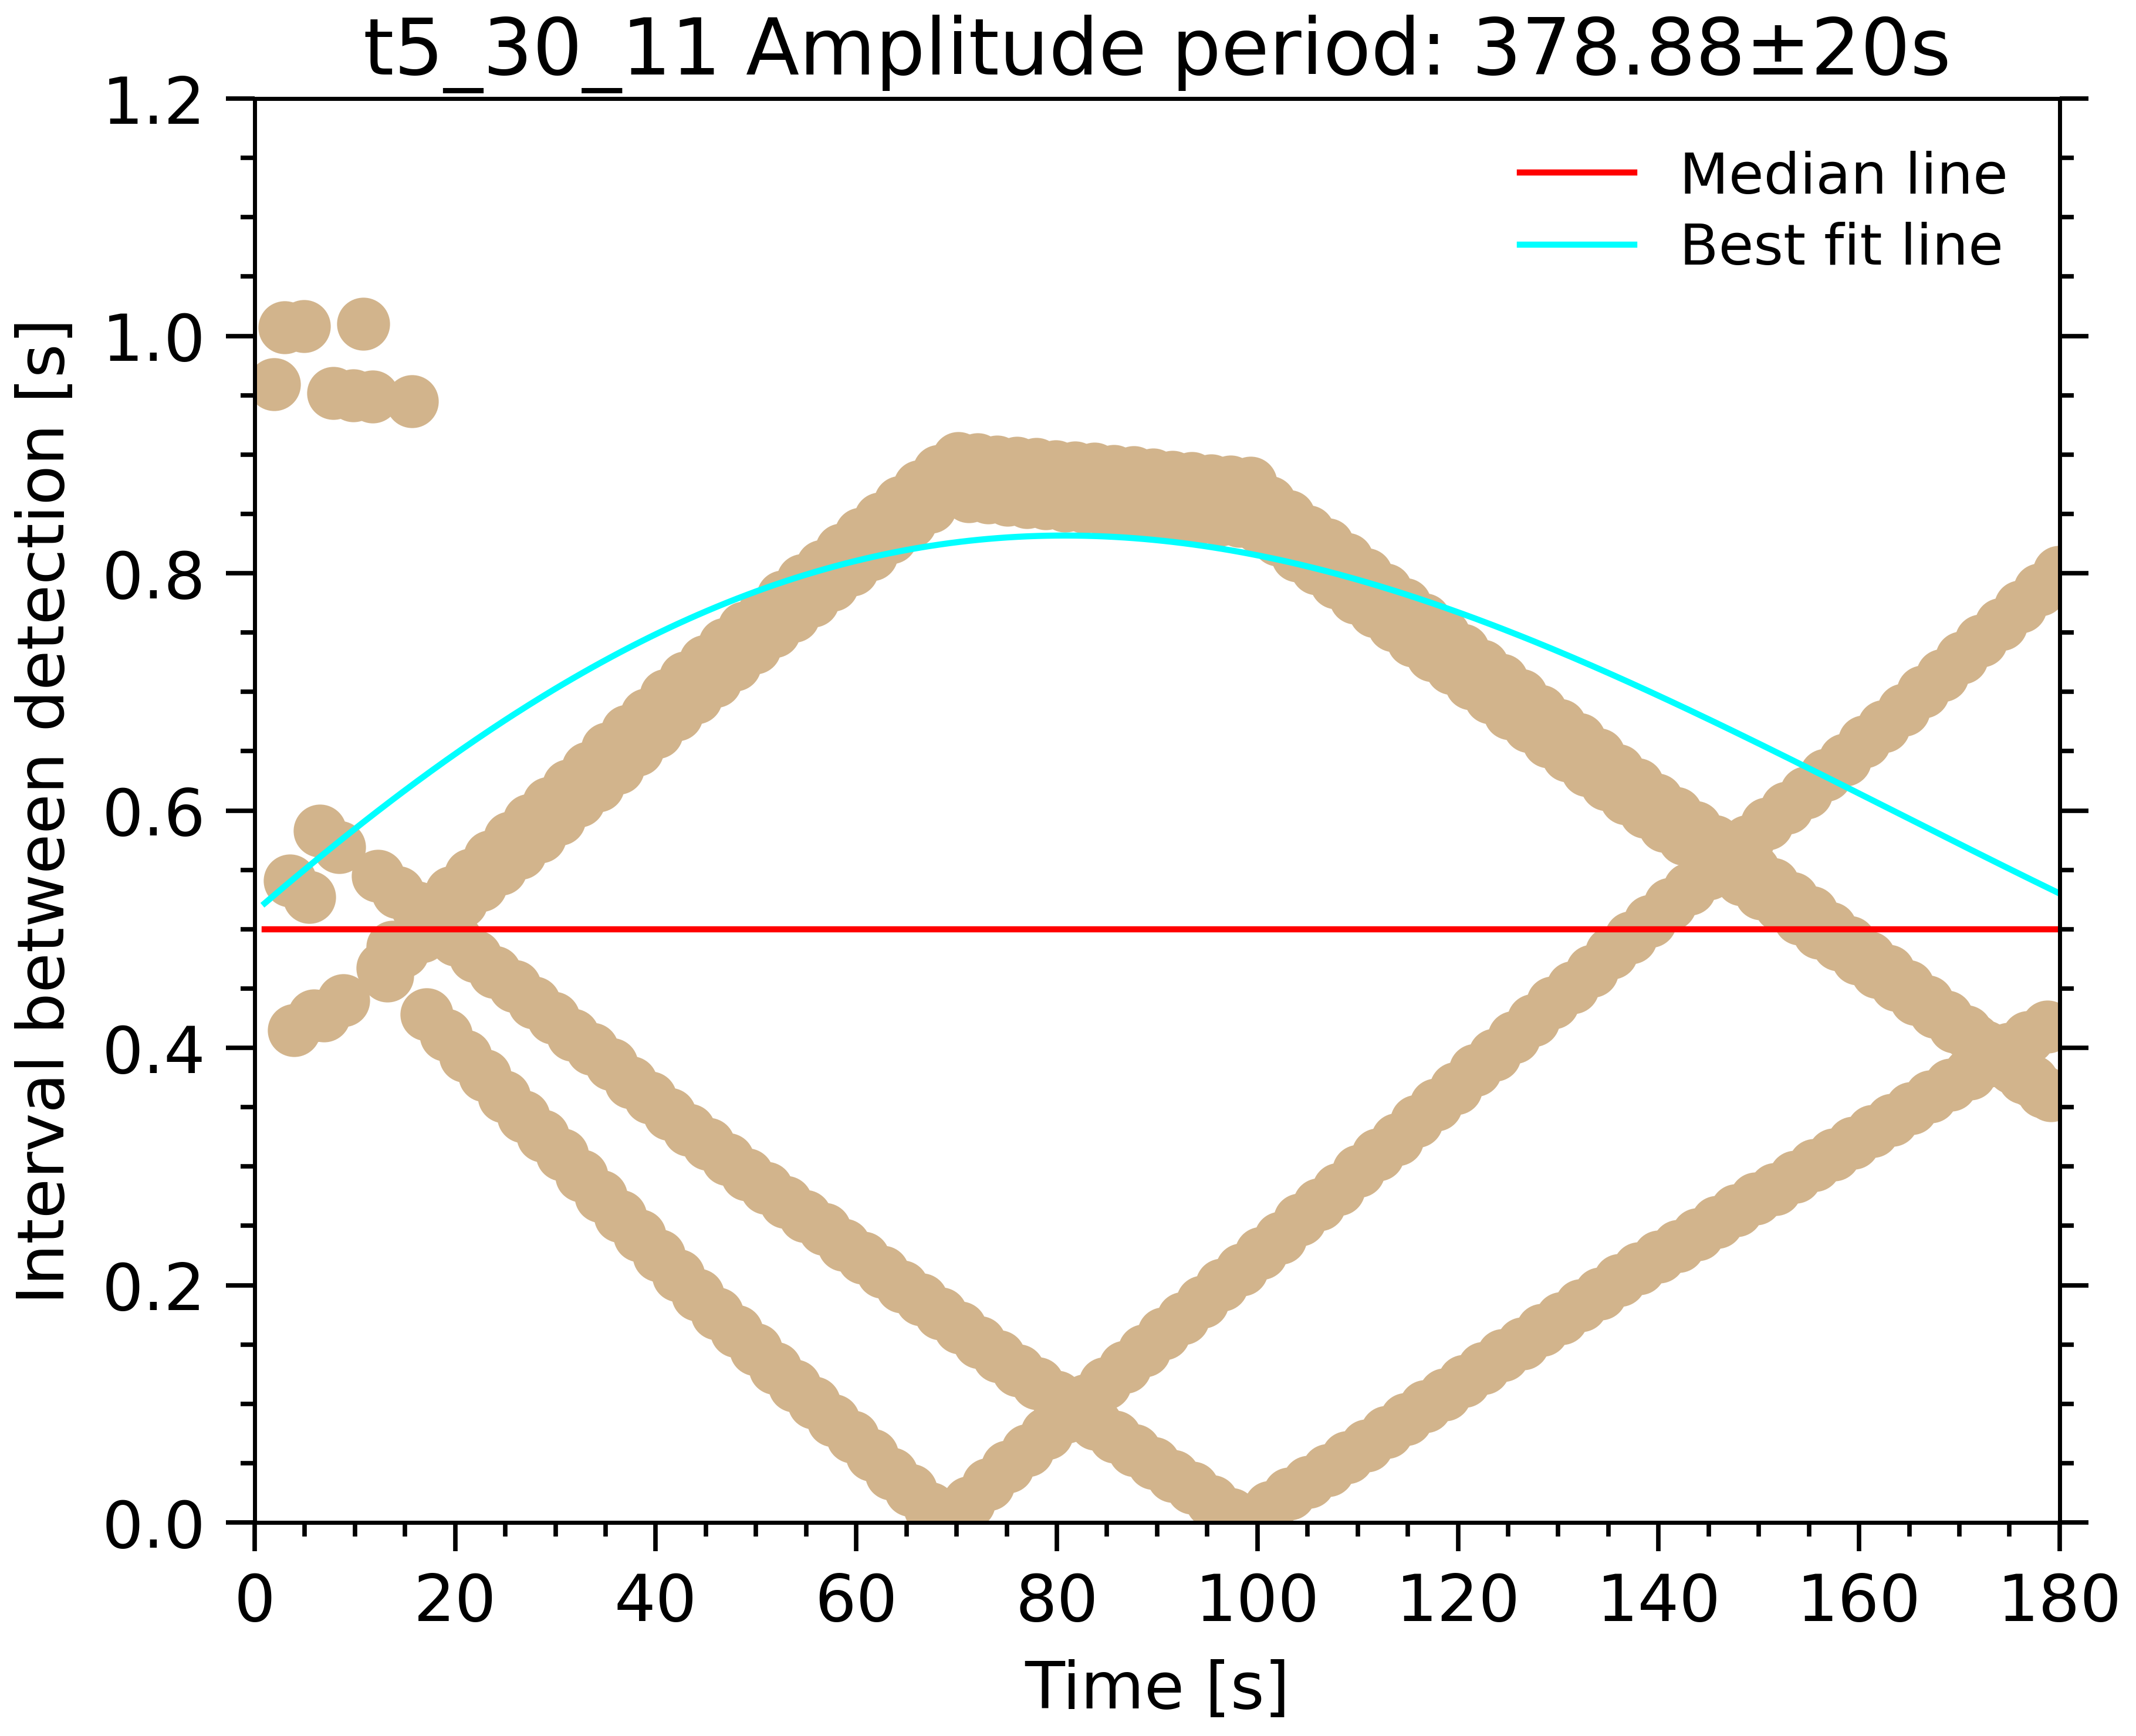 t5_30_11 Amplitude period: 378.88±20s
1.2
1.0
0.8
0.6
0.4
0.2
0.0
Interval between detection [s]
Median line
Best fit line
0 20 40 60 80 100 120 140 160 180
Time [s]